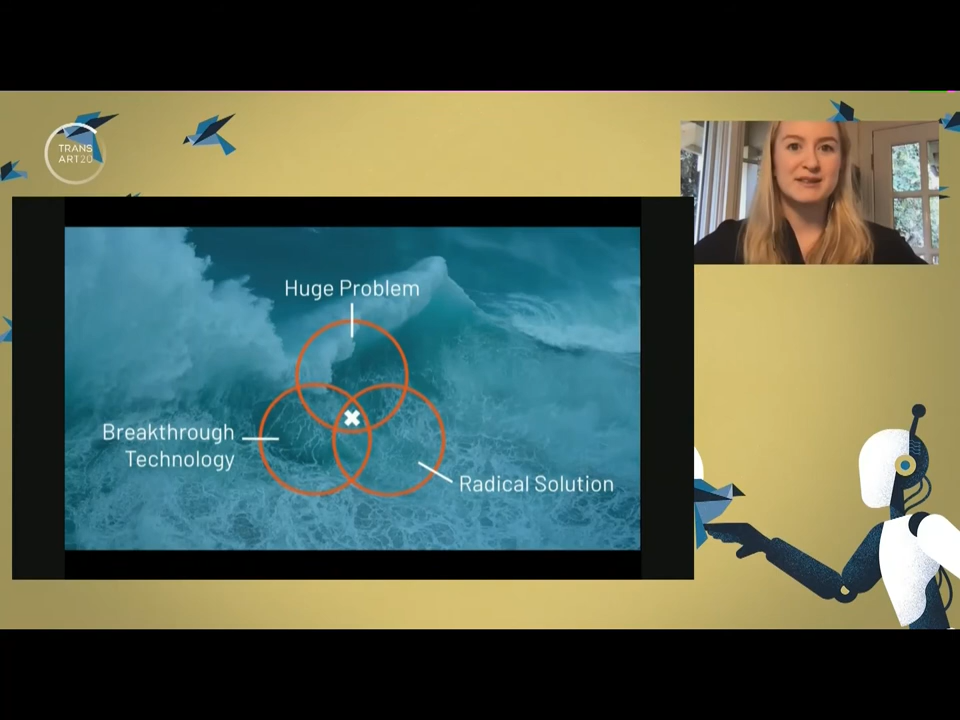 TRANS
ART20
Huge Problem
Breakthrough
Technology
Radical Solution